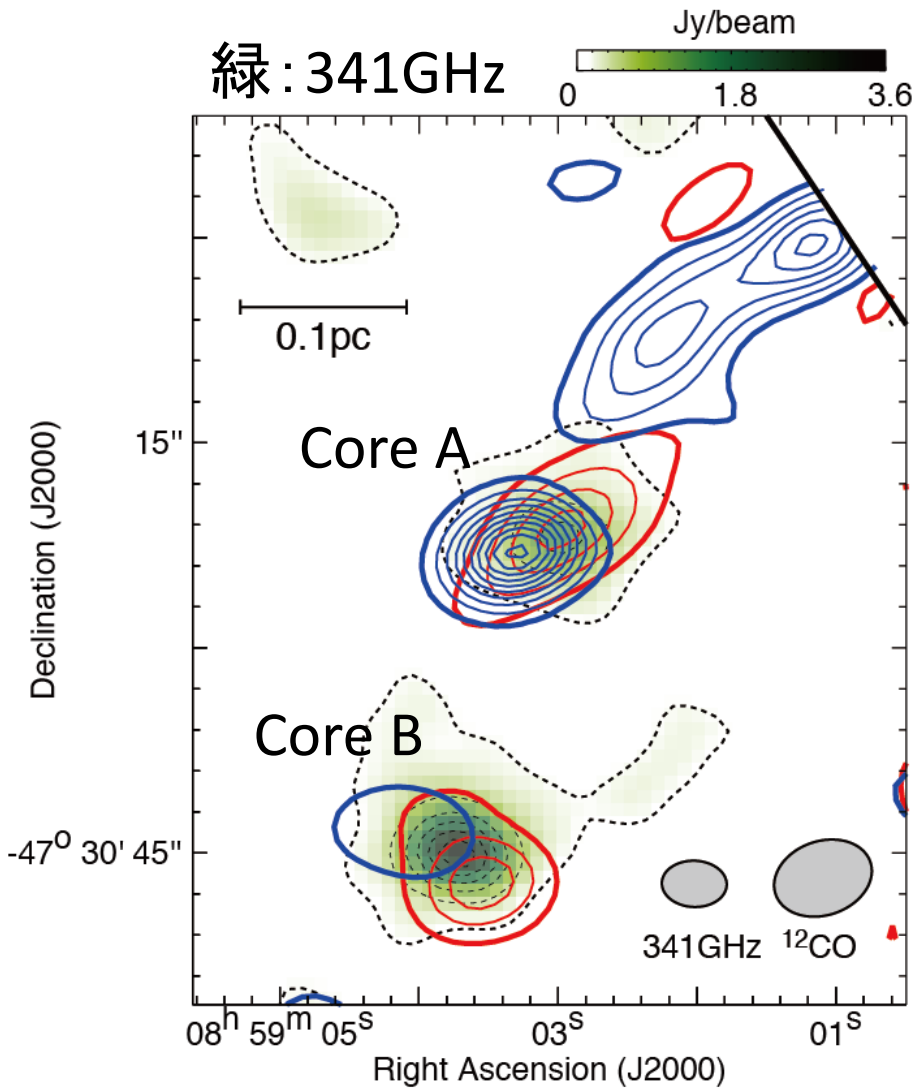 Jy/beam
緑：341GHz
0 1.8 3.6
0.1pc
15"
Core A
Declination (J2000)
Core B
-47º 30' 45"
341GHz ¹²CO
08ʰ 59ᵐ 05ˢ 03ˢ 01ˢ
Right Ascension (J2000)